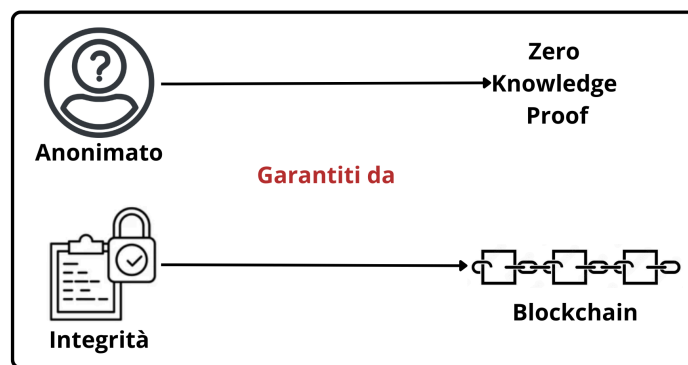 Zero
Knowledge
Proof
Anonimato
Garantiti da
Blockchain
Integrità